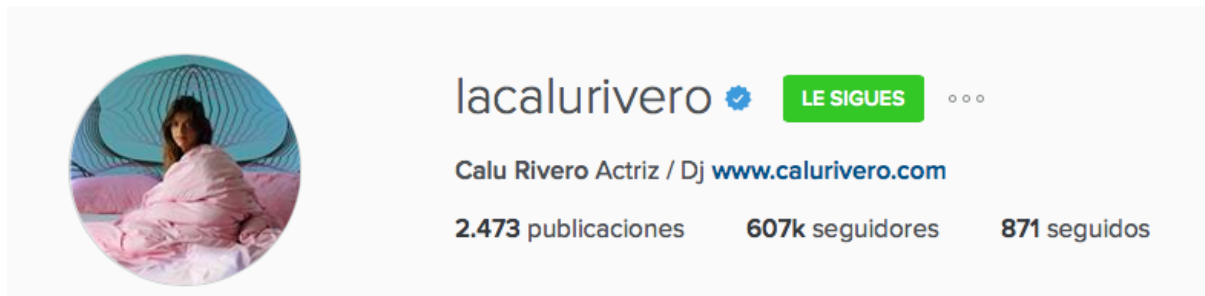 lacalurivero LE SIGUES
Calu Rivero Actriz / Dj www.calurivero.com
2.473 publicaciones 607k seguidores 871 seguidos